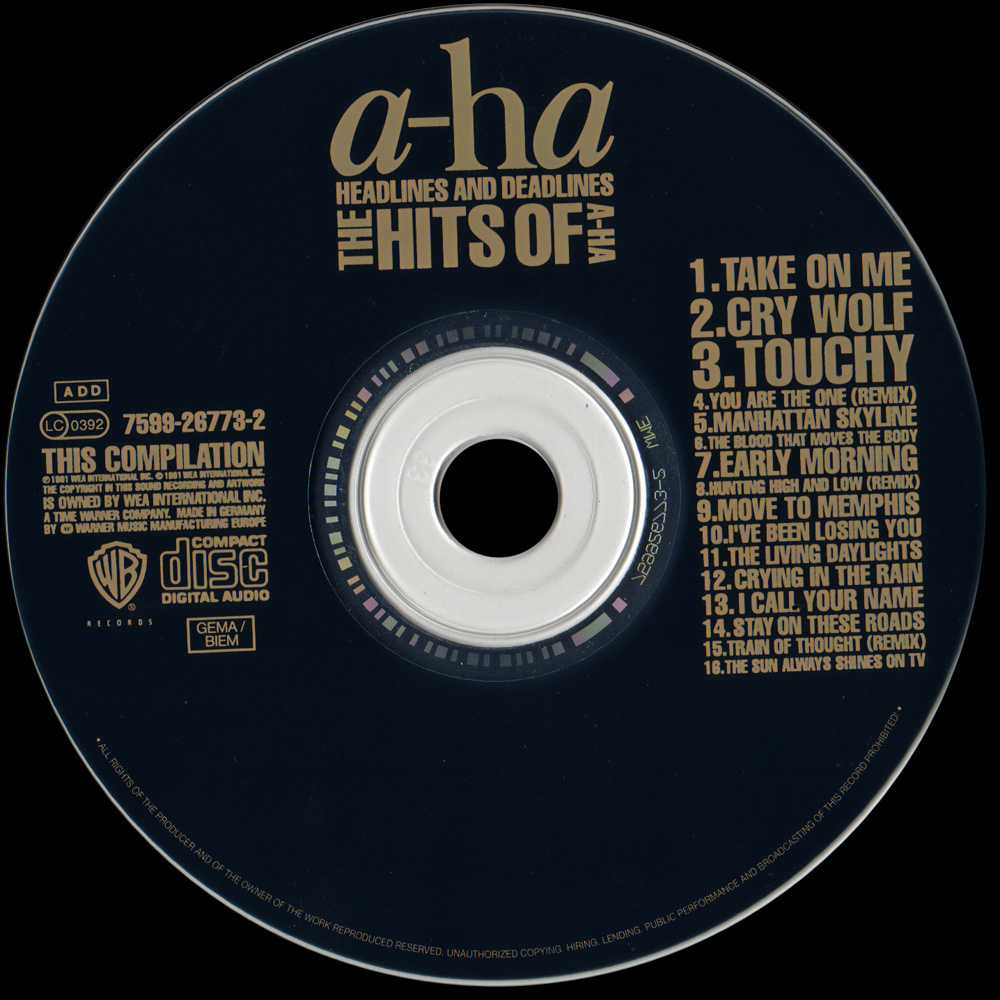 a-ha
HEADLINES AND DEADLINES
THE HITS OF A-HA
1.TAKE ON ME
2.CRY WOLF
3.TOUCHY
4.YOU ARE THE ONE (REMIX)
5.MANHATTAN SKYLINE
6.THE BLOOD THAT MOVES THE BODY
7.EARLY MORNING
8.HUNTING HIGH AND LOW (REMIX)
9.MOVE TO MEMPHIS
10.I'VE BEEN LOSING YOU
11.THE LIVING DAYLIGHTS
12.CRYING IN THE RAIN
13.I CALL YOUR NAME
14.STAY ON THESE ROADS
15.TRAIN OF THOUGHT (REMIX)
16.THE SUN ALWAYS SHINES ON TV
ADD
LC 0392
7599-26773-2
THIS COMPILATION
℗ 1991 WEA INTERNATIONAL INC. © 1991 WEA INTERNATIONAL INC.
THE COPYRIGHT IN THIS SOUND RECORDING AND ARTWORK
IS OWNED BY WEA INTERNATIONAL INC.
A TIME WARNER COMPANY. MADE IN GERMANY
BY WARNER MUSIC MANUFACTURING EUROPE
WB
®
RECORDS
COMPACT
disc
DIGITAL AUDIO
GEMA/
BIEM
• ALL RIGHTS OF THE PRODUCER AND OF THE OWNER OF THE WORK REPRODUCED RESERVED. UNAUTHORIZED COPYING. HIRING. LENDING. PUBLIC PERFORMANCE AND BROADCASTING OF THIS RECORD PROHIBITED! •